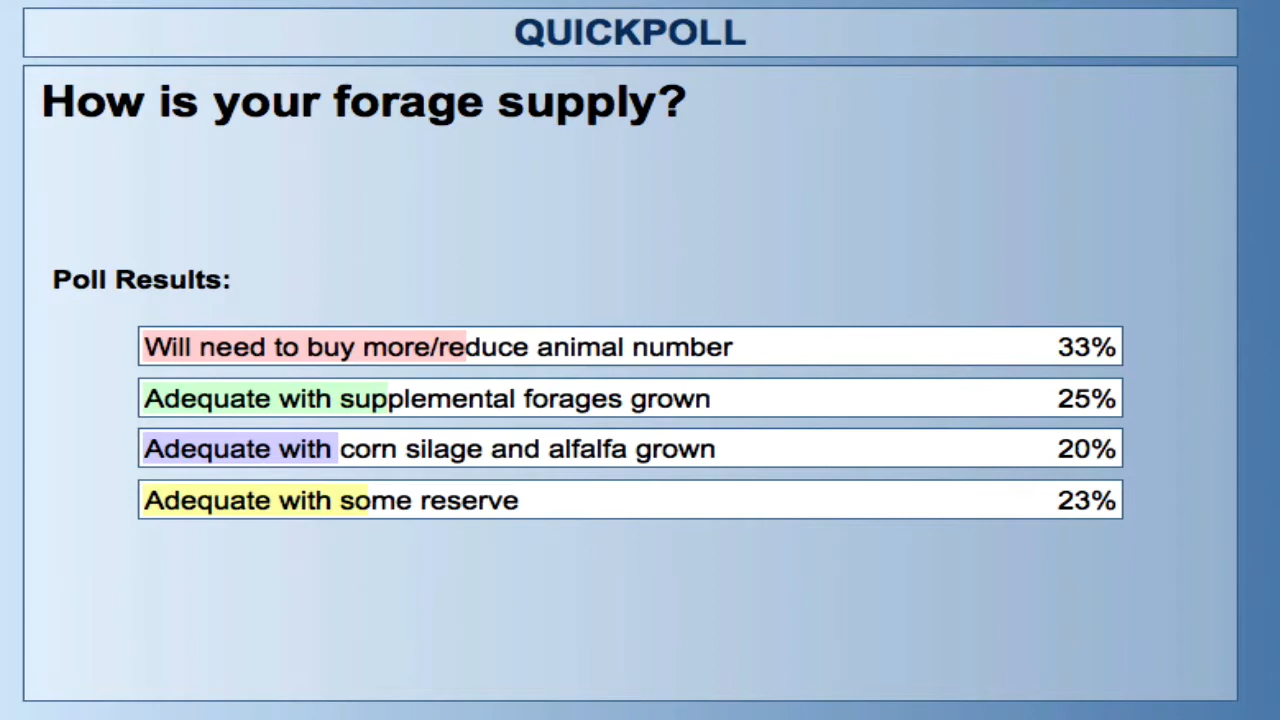 QUICKPOLL
How is your forage supply?
Poll Results:
Will need to buy more/reduce animal number 33%
Adequate with supplemental forages grown 25%
Adequate with corn silage and alfalfa grown 20%
Adequate with some reserve 23%